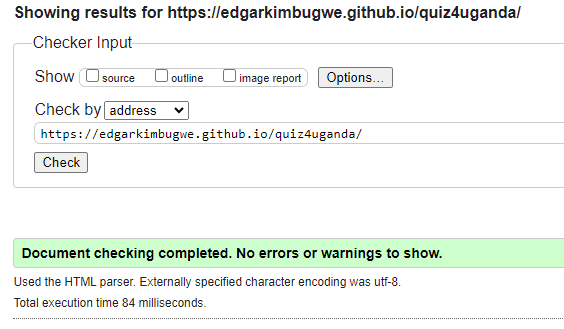 Showing results for https://edgarkimbugwe.github.io/quiz4uganda/
Checker Input
Show source outline image report Options...
Check by address
https://edgarkimbugwe.github.io/quiz4uganda/
Check
Document checking completed. No errors or warnings to show.
Used the HTML parser. Externally specified character encoding was utf-8.
Total execution time 84 milliseconds.